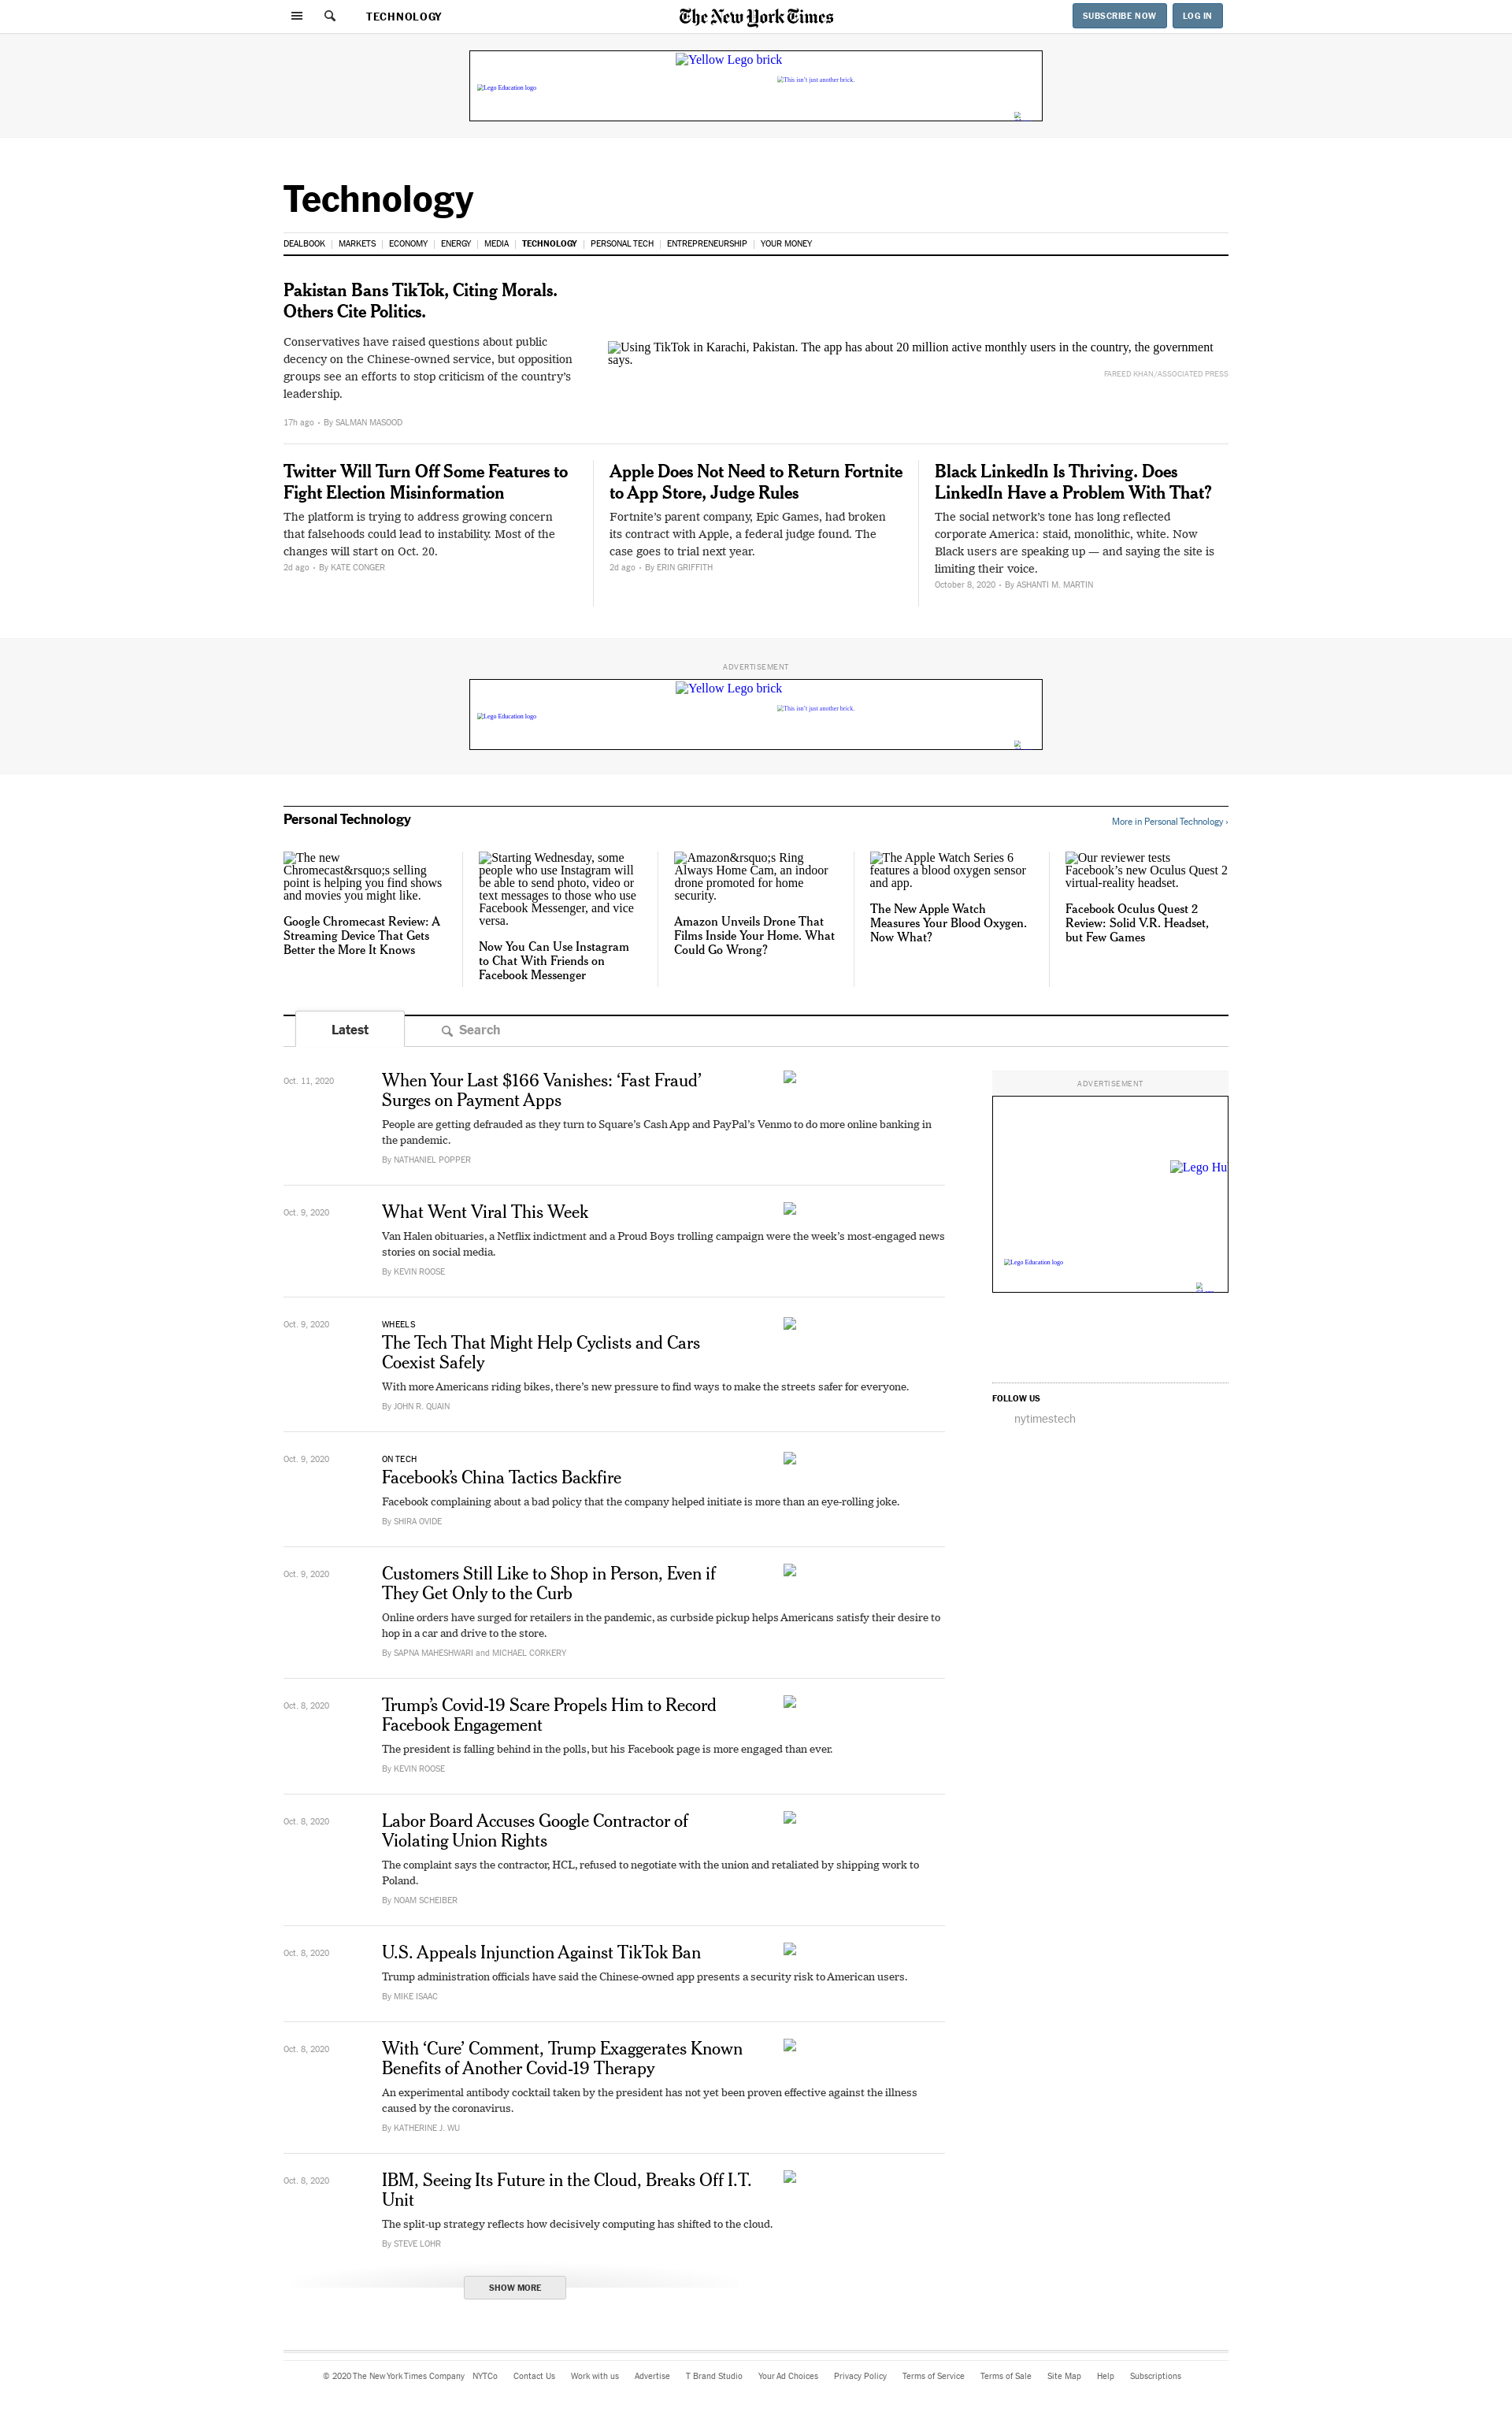 TECHNOLOGY
The New York Times
SUBSCRIBE NOW
LOG IN
Yellow Lego brick
This isn't just another brick.
Lego Education logo
Technology
DEALBOOK | MARKETS | ECONOMY | ENERGY | MEDIA | TECHNOLOGY | PERSONAL TECH | ENTREPRENEURSHIP | YOUR MONEY
Pakistan Bans TikTok, Citing Morals.
Others Cite Politics.
Conservatives have raised questions about public
decency on the Chinese-owned service, but opposition
groups see an efforts to stop criticism of the country's
leadership.
17h ago • By SALMAN MASOOD
Using TikTok in Karachi, Pakistan. The app has about 20 million active monthly users in the country, the government
says.
FAREED KHAN/ASSOCIATED PRESS
Twitter Will Turn Off Some Features to
Fight Election Misinformation
The platform is trying to address growing concern
that falsehoods could lead to instability. Most of the
changes will start on Oct. 20.
2d ago • By KATE CONGER
Apple Does Not Need to Return Fortnite
to App Store, Judge Rules
Fortnite's parent company, Epic Games, had broken
its contract with Apple, a federal judge found. The
case goes to trial next year.
2d ago • By ERIN GRIFFITH
Black LinkedIn Is Thriving. Does
LinkedIn Have a Problem With That?
The social network's tone has long reflected
corporate America: staid, monolithic, white. Now
Black users are speaking up — and saying the site is
limiting their voice.
October 8, 2020 • By ASHANTI M. MARTIN
ADVERTISEMENT
Yellow Lego brick
This isn't just another brick.
Lego Education logo
Personal Technology
More in Personal Technology ›
The new
Chromecast&rsquo;s selling
point is helping you find shows
and movies you might like.
Google Chromecast Review: A
Streaming Device That Gets
Better the More It Knows
Starting Wednesday, some
people who use Instagram will
be able to send photo, video or
text messages to those who use
Facebook Messenger, and vice
versa.
Now You Can Use Instagram
to Chat With Friends on
Facebook Messenger
Amazon&rsquo;s Ring
Always Home Cam, an indoor
drone promoted for home
security.
Amazon Unveils Drone That
Films Inside Your Home. What
Could Go Wrong?
The Apple Watch Series 6
features a blood oxygen sensor
and app.
The New Apple Watch
Measures Your Blood Oxygen.
Now What?
Our reviewer tests
Facebook's new Oculus Quest 2
virtual-reality headset.
Facebook Oculus Quest 2
Review: Solid V.R. Headset,
but Few Games
Latest
Search
Oct. 11, 2020
When Your Last $166 Vanishes: 'Fast Fraud'
Surges on Payment Apps
People are getting defrauded as they turn to Square's Cash App and PayPal's Venmo to do more online banking in
the pandemic.
By NATHANIEL POPPER
Oct. 9, 2020
What Went Viral This Week
Van Halen obituaries, a Netflix indictment and a Proud Boys trolling campaign were the week's most-engaged news
stories on social media.
By KEVIN ROOSE
Oct. 9, 2020
WHEELS
The Tech That Might Help Cyclists and Cars
Coexist Safely
With more Americans riding bikes, there's new pressure to find ways to make the streets safer for everyone.
By JOHN R. QUAIN
Oct. 9, 2020
ON TECH
Facebook's China Tactics Backfire
Facebook complaining about a bad policy that the company helped initiate is more than an eye-rolling joke.
By SHIRA OVIDE
Oct. 9, 2020
Customers Still Like to Shop in Person, Even if
They Get Only to the Curb
Online orders have surged for retailers in the pandemic, as curbside pickup helps Americans satisfy their desire to
hop in a car and drive to the store.
By SAPNA MAHESHWARI and MICHAEL CORKERY
Oct. 8, 2020
Trump's Covid-19 Scare Propels Him to Record
Facebook Engagement
The president is falling behind in the polls, but his Facebook page is more engaged than ever.
By KEVIN ROOSE
Oct. 8, 2020
Labor Board Accuses Google Contractor of
Violating Union Rights
The complaint says the contractor, HCL, refused to negotiate with the union and retaliated by shipping work to
Poland.
By NOAM SCHEIBER
Oct. 8, 2020
U.S. Appeals Injunction Against TikTok Ban
Trump administration officials have said the Chinese-owned app presents a security risk to American users.
By MIKE ISAAC
Oct. 8, 2020
With 'Cure' Comment, Trump Exaggerates Known
Benefits of Another Covid-19 Therapy
An experimental antibody cocktail taken by the president has not yet been proven effective against the illness
caused by the coronavirus.
By KATHERINE J. WU
Oct. 8, 2020
IBM, Seeing Its Future in the Cloud, Breaks Off I.T.
Unit
The split-up strategy reflects how decisively computing has shifted to the cloud.
By STEVE LOHR
SHOW MORE
ADVERTISEMENT
Lego Hu
Lego Education logo
FOLLOW US
nytimestech
© 2020 The New York Times Company NYTCo Contact Us Work with us Advertise T Brand Studio Your Ad Choices Privacy Policy Terms of Service Terms of Sale Site Map Help Subscriptions